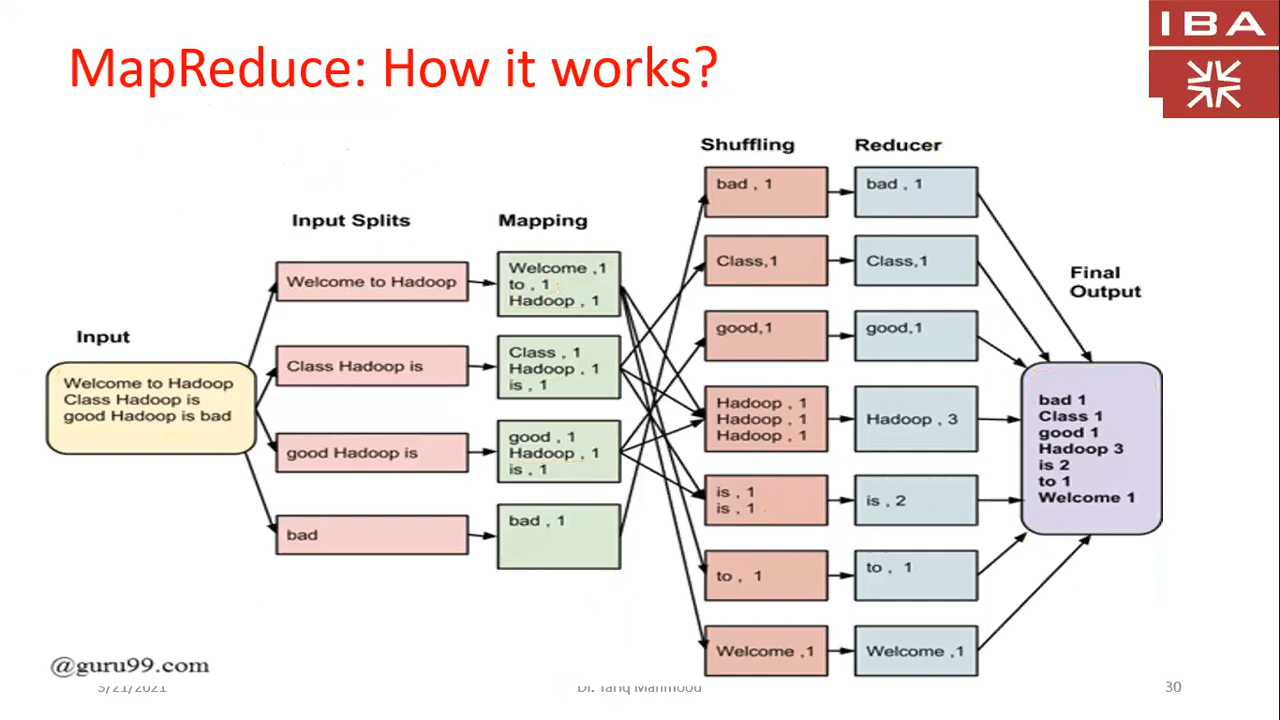 MapReduce: How it works?
IBA
Input
Welcome to Hadoop
Class Hadoop is
good Hadoop is bad
Input Splits
Welcome to Hadoop
Class Hadoop is
good Hadoop is
bad
Mapping
Welcome ,1
to , 1
Hadoop , 1
Class , 1
Hadoop , 1
is , 1
good , 1
Hadoop , 1
is , 1
bad , 1
Shuffling
bad , 1
Class,1
good,1
Hadoop , 1
Hadoop , 1
Hadoop , 1
is , 1
is , 1
to , 1
Welcome ,1
Reducer
bad , 1
Class,1
good,1
Hadoop , 3
is , 2
to , 1
Welcome ,1
Final
Output
bad 1
Class 1
good 1
Hadoop 3
is 2
to 1
Welcome 1
@guru99.com
5/21/2021
Dr. Tariq Mahmood
30